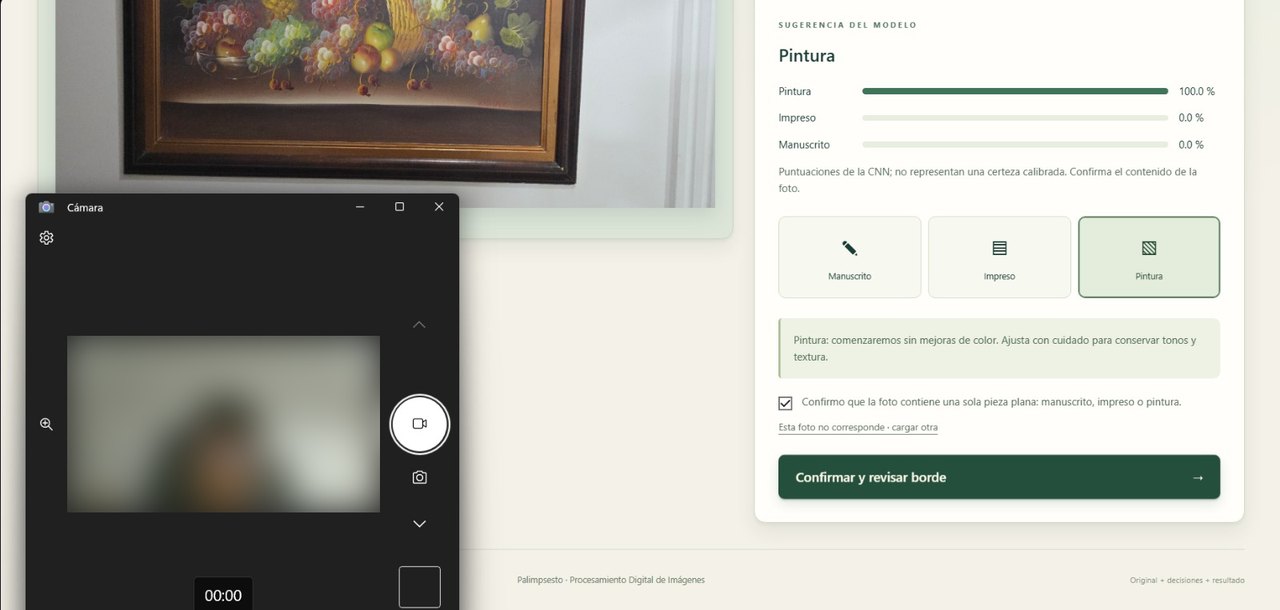 SUGERENCIA DEL MODELO
Pintura
Pintura 100.0 %
Impreso 0.0 %
Manuscrito 0.0 %
Puntuaciones de la CNN; no representan una certeza calibrada. Confirma el contenido de la
foto.
Manuscrito Impreso Pintura
Pintura: comenzaremos sin mejoras de color. Ajusta con cuidado para conservar tonos y
textura.
Confirmo que la foto contiene una sola pieza plana: manuscrito, impreso o pintura.
Esta foto no corresponde · cargar otra
Confirmar y revisar borde →
Cámara
00:00
Palimpsesto · Procesamiento Digital de Imágenes
Original + decisiones + resultado